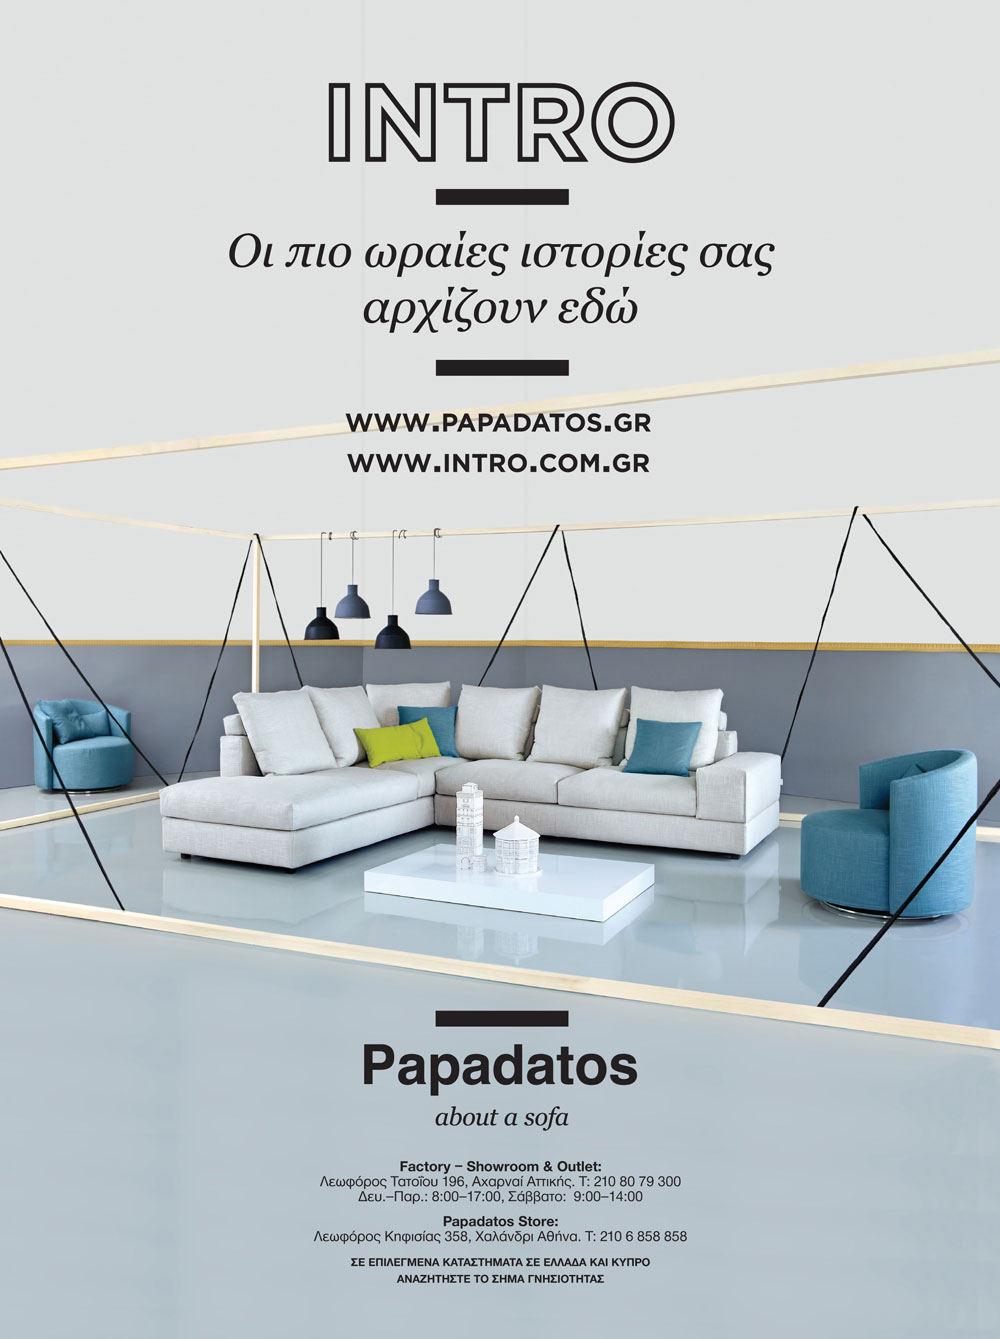 INTRO
Οι πιο ωραίες ιστορίες σας
αρχίζουν εδώ
WWW.PAPADATOS.GR
WWW.INTRO.COM.GR
Papadatos
about a sofa
Factory – Showroom & Outlet:
Λεωφόρος Τατοΐου 196, Αχαρναί Αττικής. Τ: 210 80 79 300
Δευ.–Παρ.: 8:00–17:00, Σάββατο: 9:00–14:00
Papadatos Store:
Λεωφόρος Κηφισίας 358, Χαλάνδρι Αθήνα. Τ: 210 6 858 858
ΣΕ ΕΠΙΛΕΓΜΕΝΑ ΚΑΤΑΣΤΗΜΑΤΑ ΣΕ ΕΛΛΑΔΑ ΚΑΙ ΚΥΠΡΟ
ΑΝΑΖΗΤΗΣΤΕ ΤΟ ΣΗΜΑ ΓΝΗΣΙΟΤΗΤΑΣ